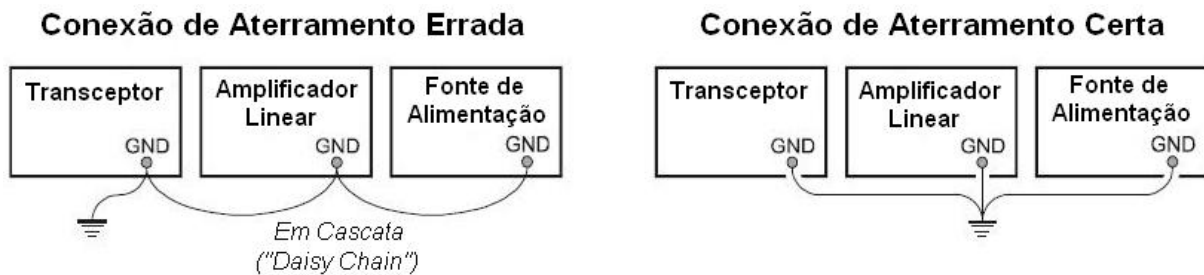 Conexão de Aterramento Errada
Transceptor
GND
Amplificador
Linear
GND
Fonte de
Alimentação
GND
Em Cascata
("Daisy Chain")
Conexão de Aterramento Certa
Transceptor
GND
Amplificador
Linear
GND
Fonte de
Alimentação
GND